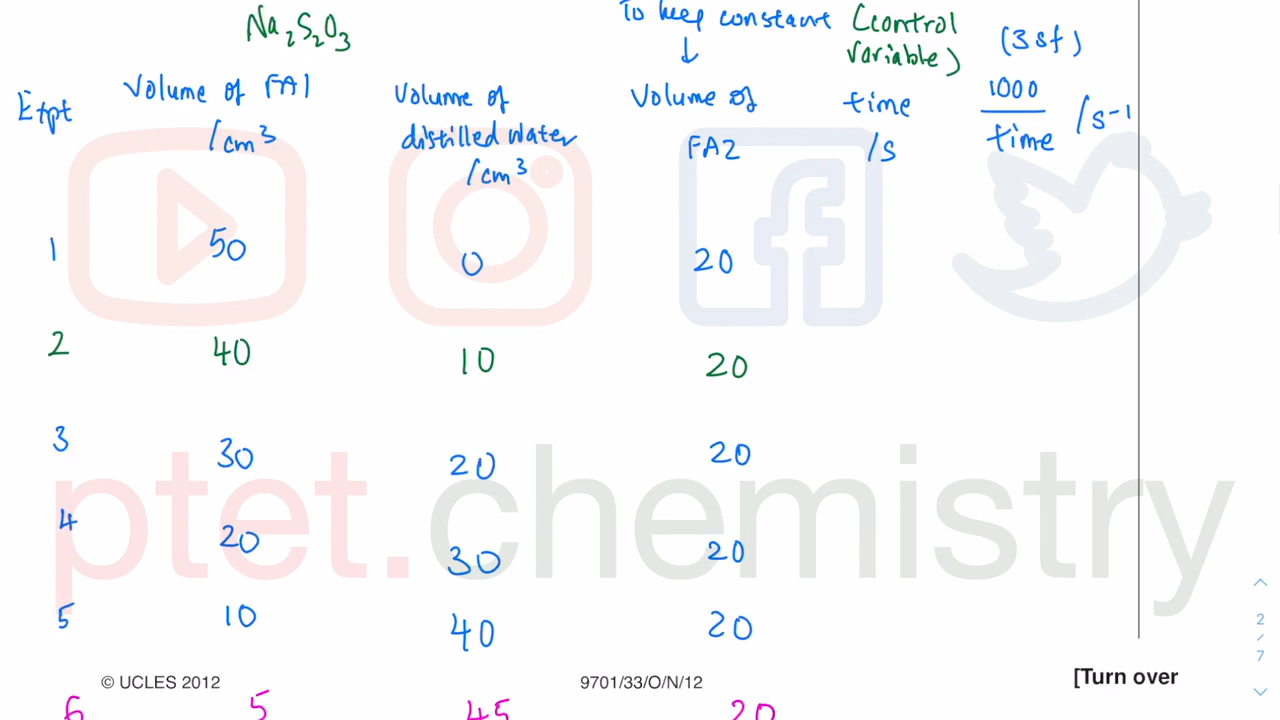 Na₂S₂O₃
To keep constant (control variable)
↓
(3sf)
Expt
Volume of FA1 /cm³
Volume of distilled water /cm³
Volume of FA2
time /s
1000/time /s⁻¹
1 50 0 20
2 40 10 20
3 30 20 20
4 20 30 20
5 10 40 20
ptet.chemistry
© UCLES 2012 9701/33/O/N/12 [Turn over
6 5 45 20
2 / 7